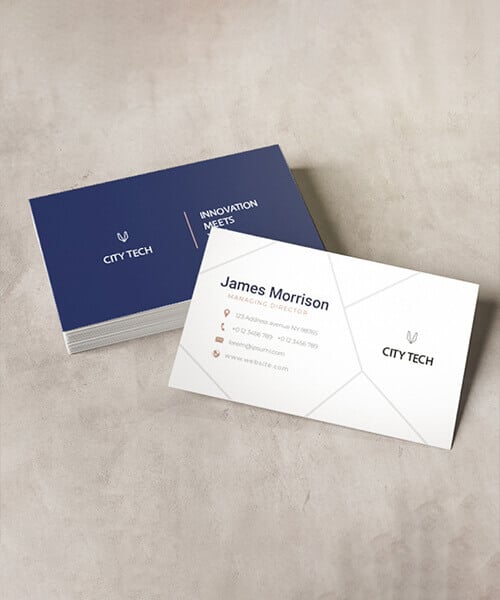 CITY TECH
INNOVATION
MEETS
James Morrison
MANAGING DIRECTOR
123 Address avenue NY 98765
+0 12 3456 789 +0 12 3456 789
lorem@ipsum.com
www.website.com
CITY TECH